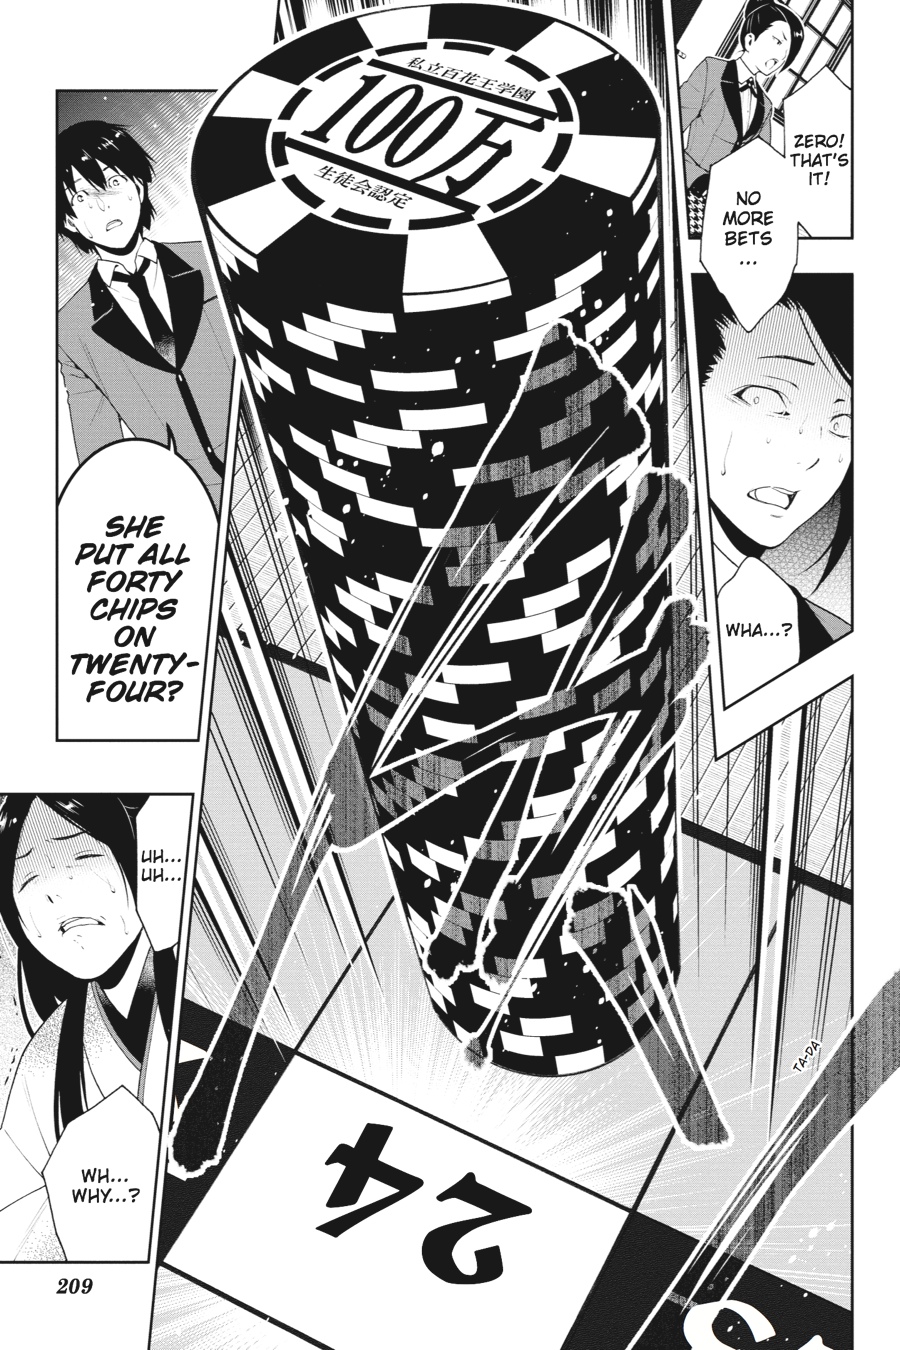 ZERO!
THAT'S
IT!
NO
MORE
BETS
...
私立百花王学園
100万
生徒会認定
WHA...?
SHE
PUT ALL
FORTY
CHIPS
ON
TWENTY-
FOUR?
UH...
UH...
WH...
WHY...?
TA-DA
24
209